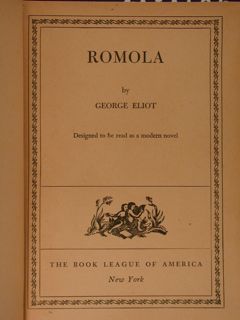 ROMOLA
by
GEORGE ELIOT
Designed to be read as a modern novel
THE BOOK LEAGUE OF AMERICA
New York